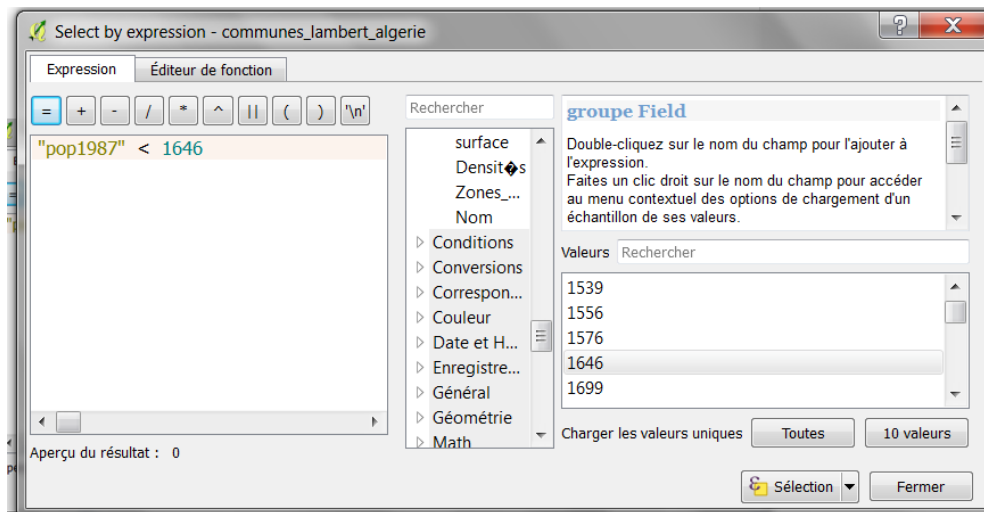 Select by expression - communes_lambert_algerie
Expression
Éditeur de fonction
= + - / * ^ || ( ) '\n'
"pop1987" < 1646
Aperçu du résultat : 0
Rechercher
surface
Densit�s
Zones_...
Nom
Conditions
Conversions
Correspon...
Couleur
Date et H...
Enregistre...
Général
Géométrie
Math
groupe Field
Double-cliquez sur le nom du champ pour l'ajouter à
l'expression.
Faites un clic droit sur le nom du champ pour accéder
au menu contextuel des options de chargement d'un
échantillon de ses valeurs.
Valeurs Rechercher
1539
1556
1576
1646
1699
Charger les valeurs uniques Toutes 10 valeurs
Sélection Fermer